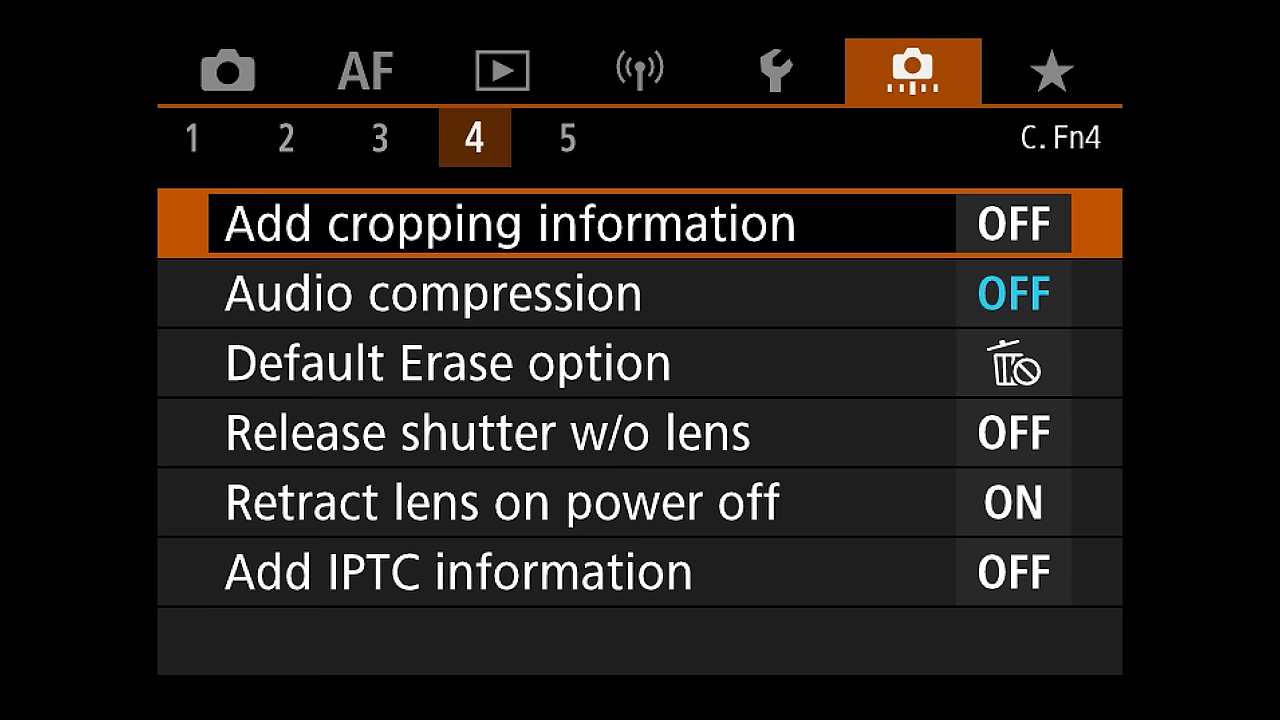 AF
1 2 3 4 5 C.Fn4
Add cropping information OFF
Audio compression OFF
Default Erase option
Release shutter w/o lens OFF
Retract lens on power off ON
Add IPTC information OFF